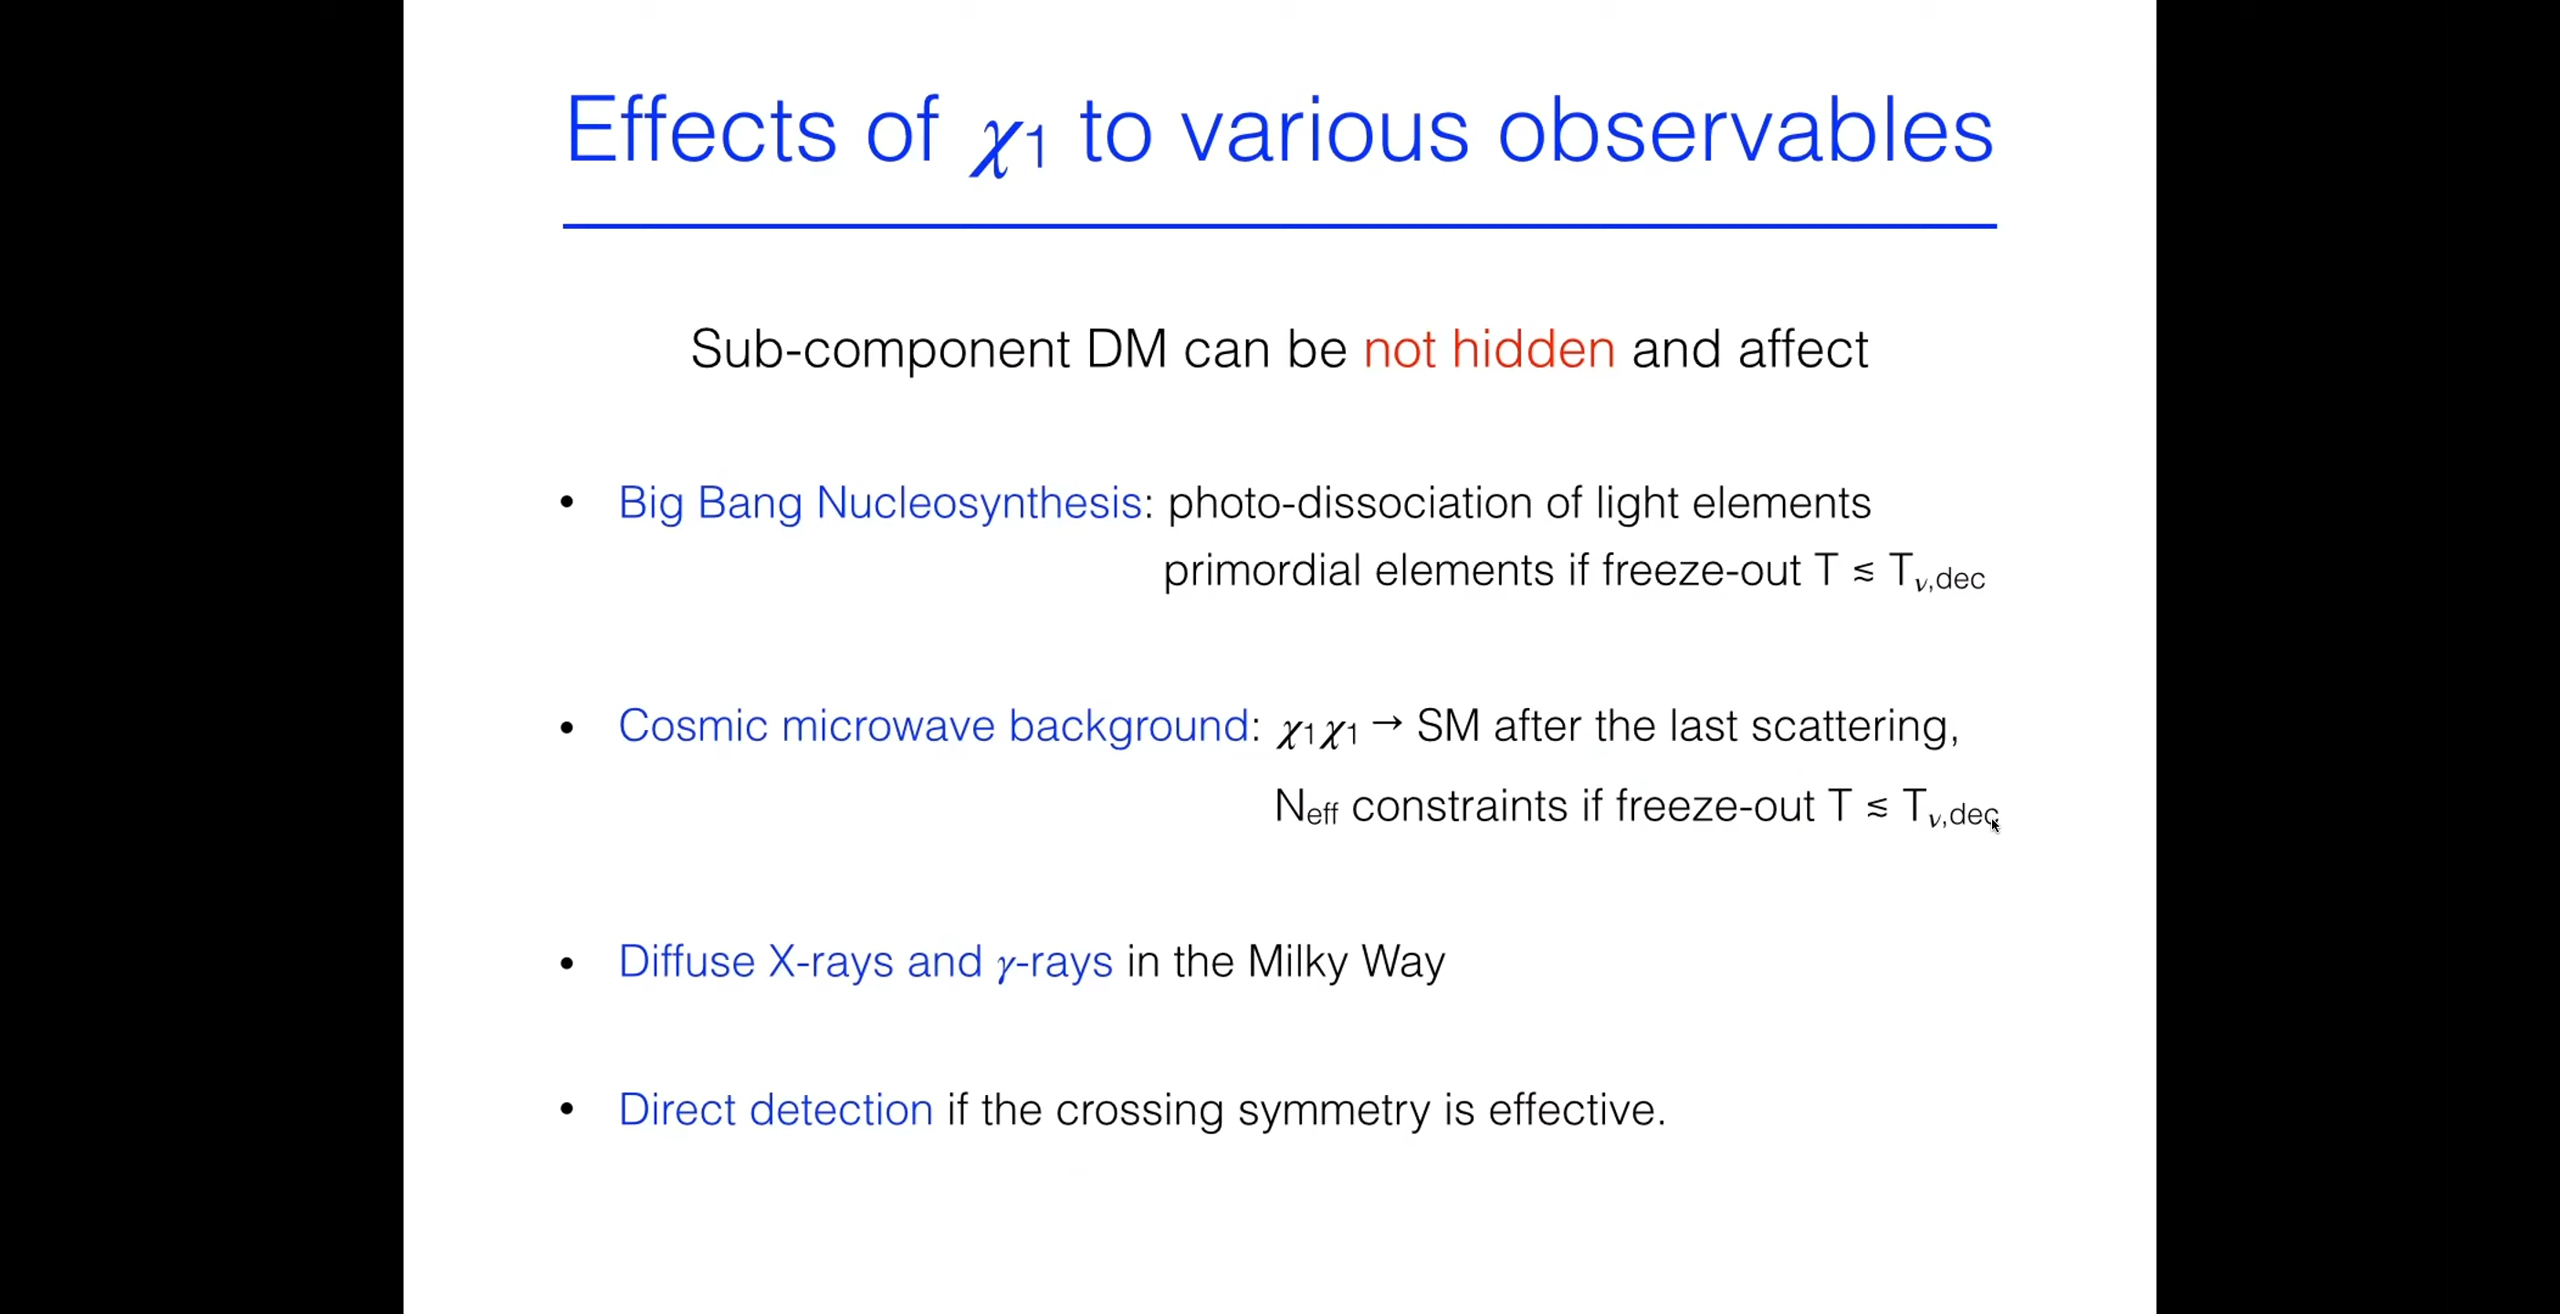 Effects of χ1 to various observables
Sub-component DM can be not hidden and affect
• Big Bang Nucleosynthesis: photo-dissociation of light elements
primordial elements if freeze-out T ≲ Tν,dec
• Cosmic microwave background: χ1χ1 → SM after the last scattering,
Neff constraints if freeze-out T ≲ Tν,dec
• Diffuse X-rays and γ-rays in the Milky Way
• Direct detection if the crossing symmetry is effective.